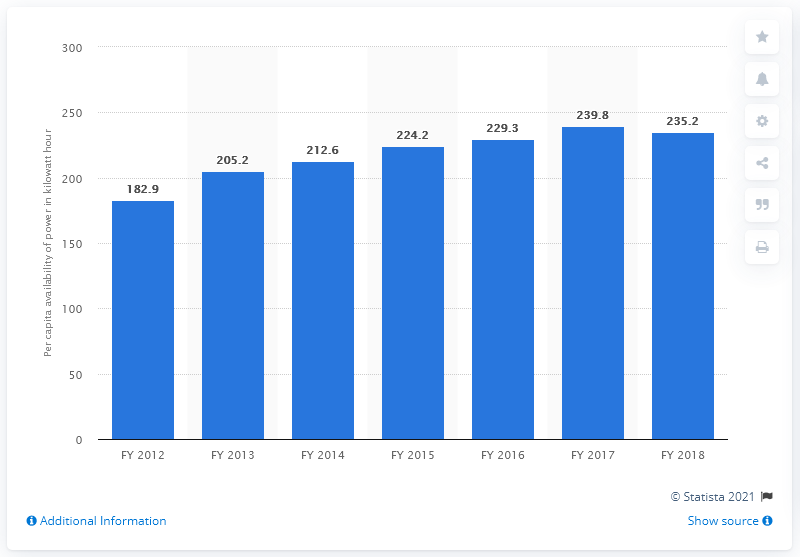 Per capita availability of power in kilowatt hour
300
250
200
150
100
50
0
182.9
205.2
212.6
224.2
229.3
239.8
235.2
FY 2012
FY 2013
FY 2014
FY 2015
FY 2016
FY 2017
FY 2018
© Statista 2021
Additional Information
Show source